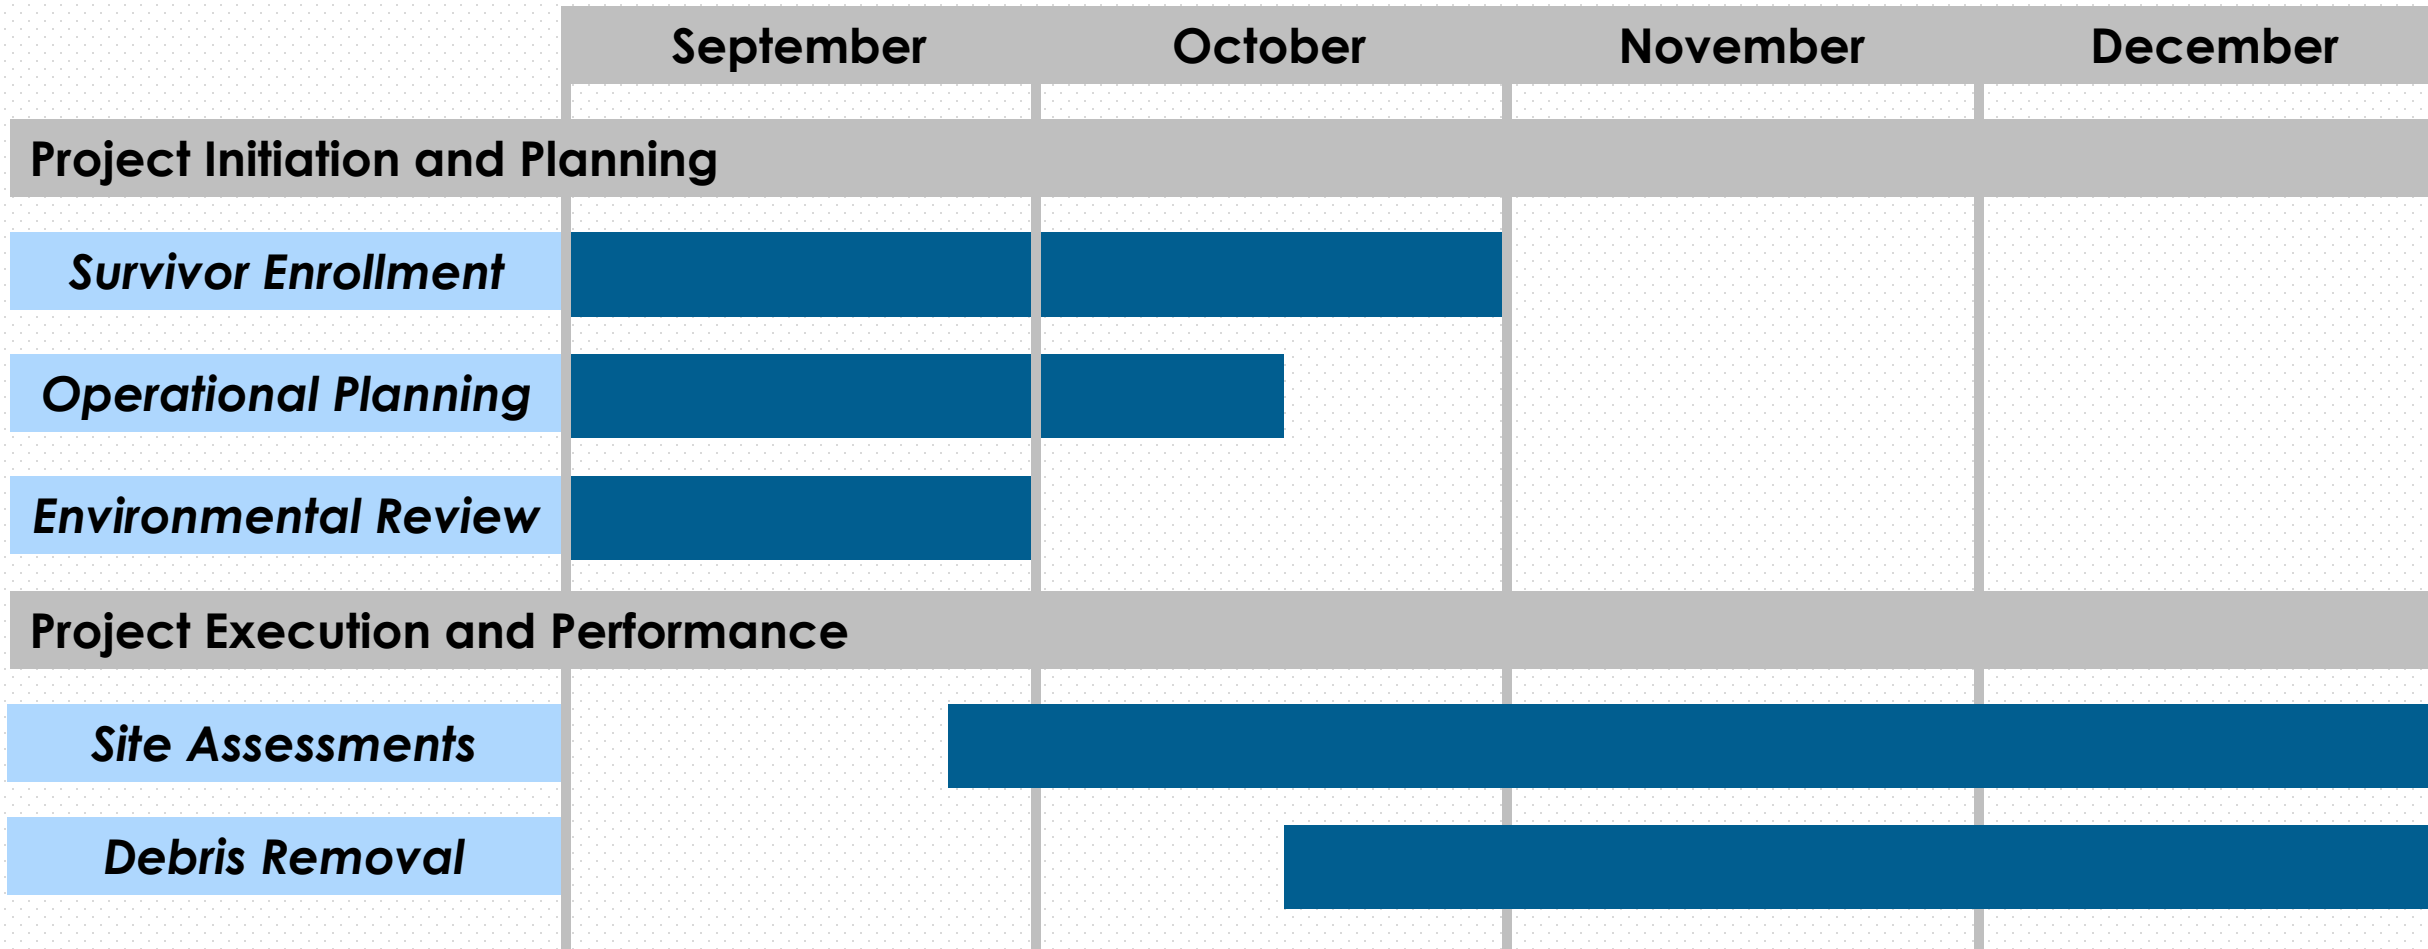 September October November December
Project Initiation and Planning
Survivor Enrollment
Operational Planning
Environmental Review
Project Execution and Performance
Site Assessments
Debris Removal